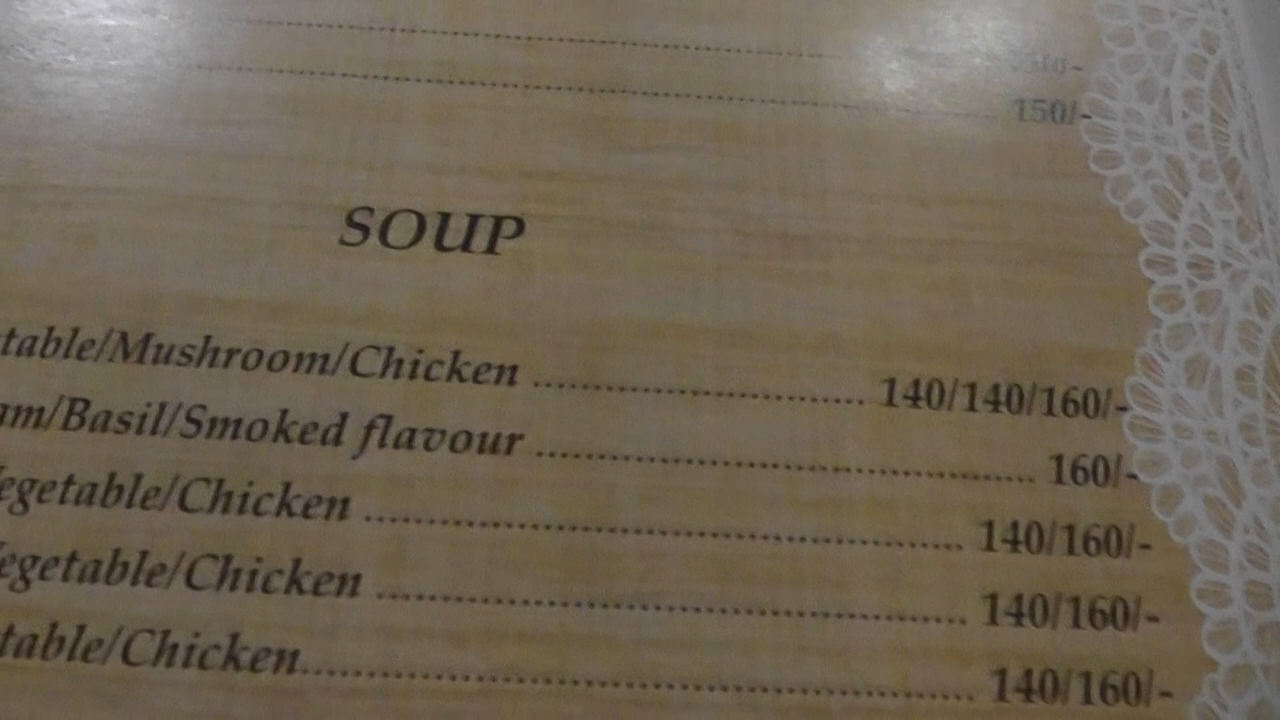 150/-
SOUP
table/Mushroom/Chicken ........................ 140/140/160/-
am/Basil/Smoked flavour ........................ 160/-
egetable/Chicken ........................ 140/160/-
egetable/Chicken ........................ 140/160/-
table/Chicken ........................ 140/160/-